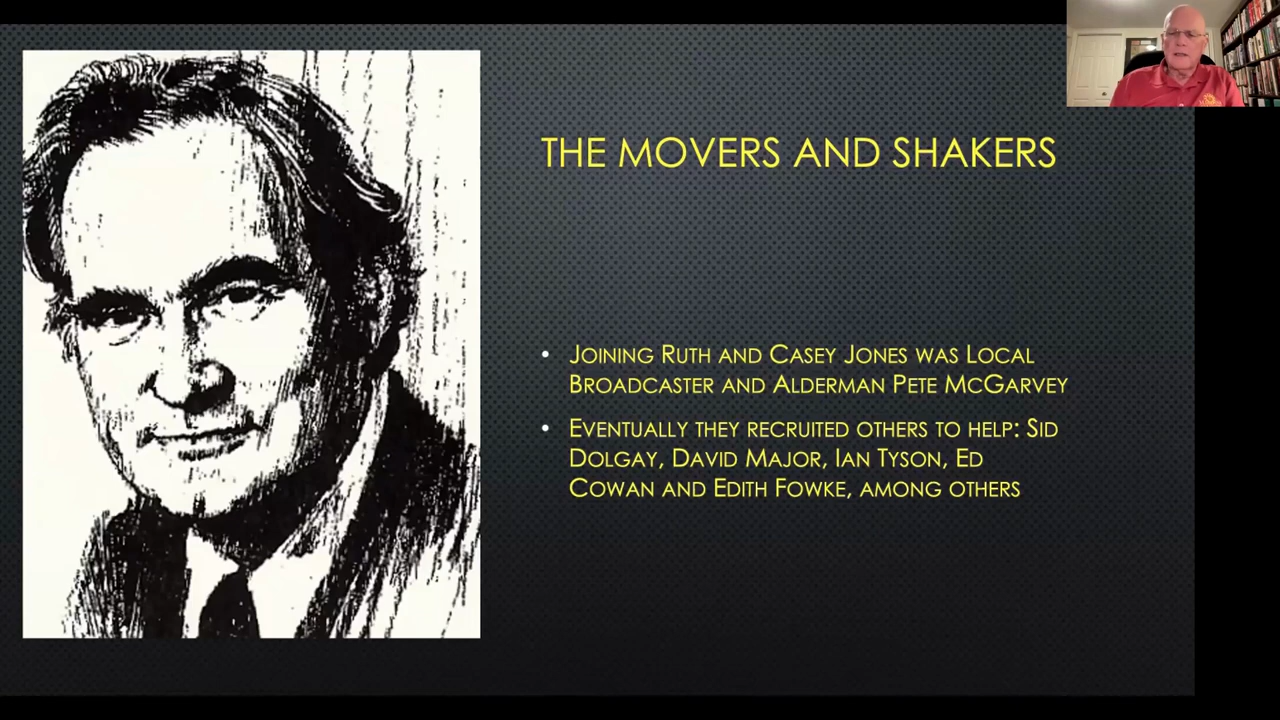 THE MOVERS AND SHAKERS
• JOINING RUTH AND CASEY JONES WAS LOCAL
BROADCASTER AND ALDERMAN PETE MCGARVEY
• EVENTUALLY THEY RECRUITED OTHERS TO HELP: SID
DOLGAY, DAVID MAJOR, IAN TYSON, ED
COWAN AND EDITH FOWKE, AMONG OTHERS